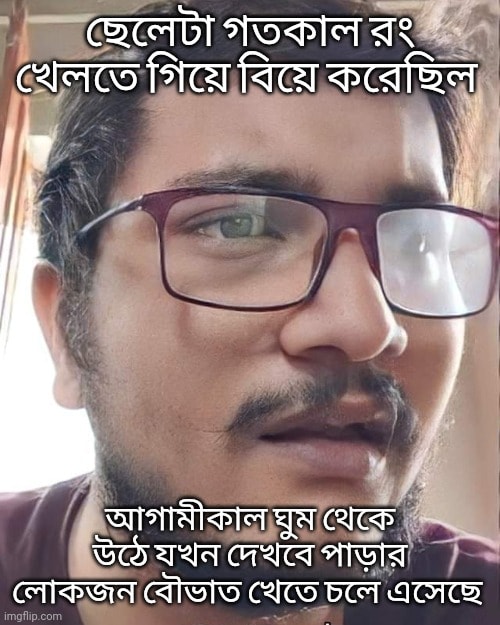 ছেলেটা গতকাল রং
খেলতে গিয়ে বিয়ে করেছিল
আগামীকাল ঘুম থেকে
উঠে যখন দেখবে পাড়ার
লোকজন বৌভাত খেতে চলে এসেছে
imgflip.com